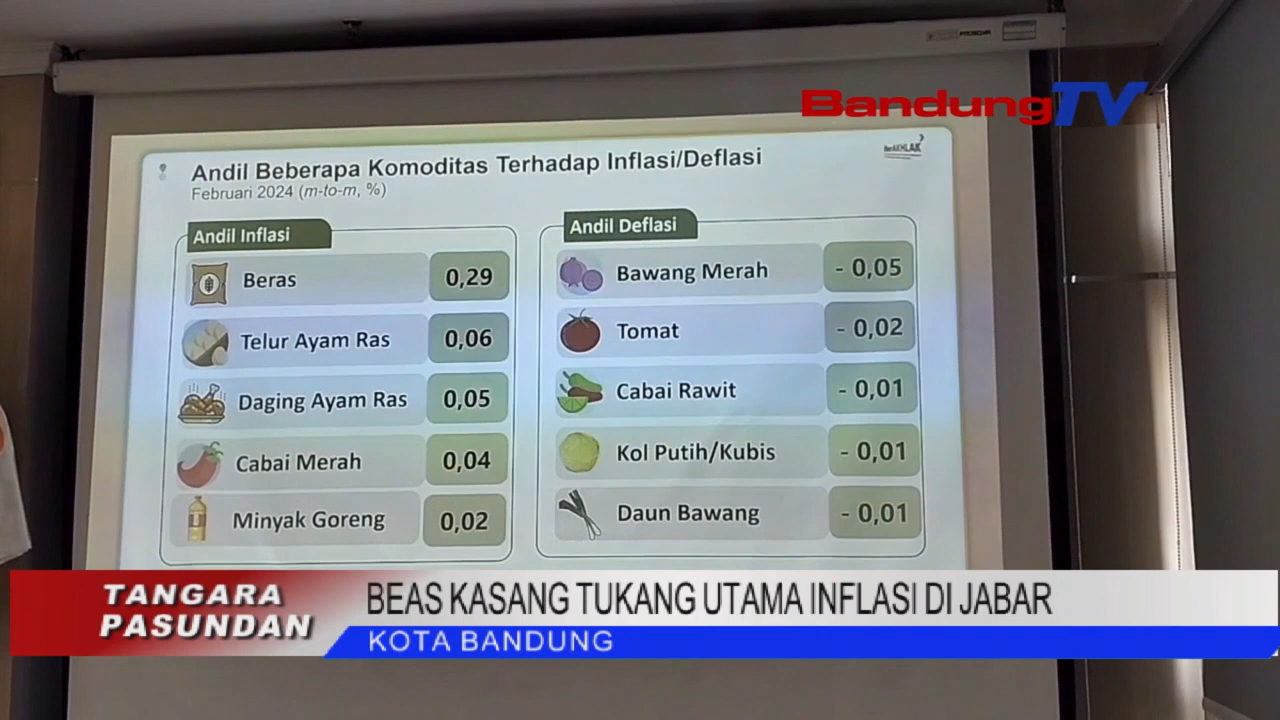 BandungTV
BerAKHLAK
Andil Beberapa Komoditas Terhadap Inflasi/Deflasi
Februari 2024 (m-to-m, %)
Andil Inflasi
Beras 0,29
Telur Ayam Ras 0,06
Daging Ayam Ras 0,05
Cabai Merah 0,04
Minyak Goreng 0,02
Andil Deflasi
Bawang Merah - 0,05
Tomat - 0,02
Cabai Rawit - 0,01
Kol Putih/Kubis - 0,01
Daun Bawang - 0,01
TANGARA
PASUNDAN
BEAS KASANG TUKANG UTAMA INFLASI DI JABAR
KOTA BANDUNG